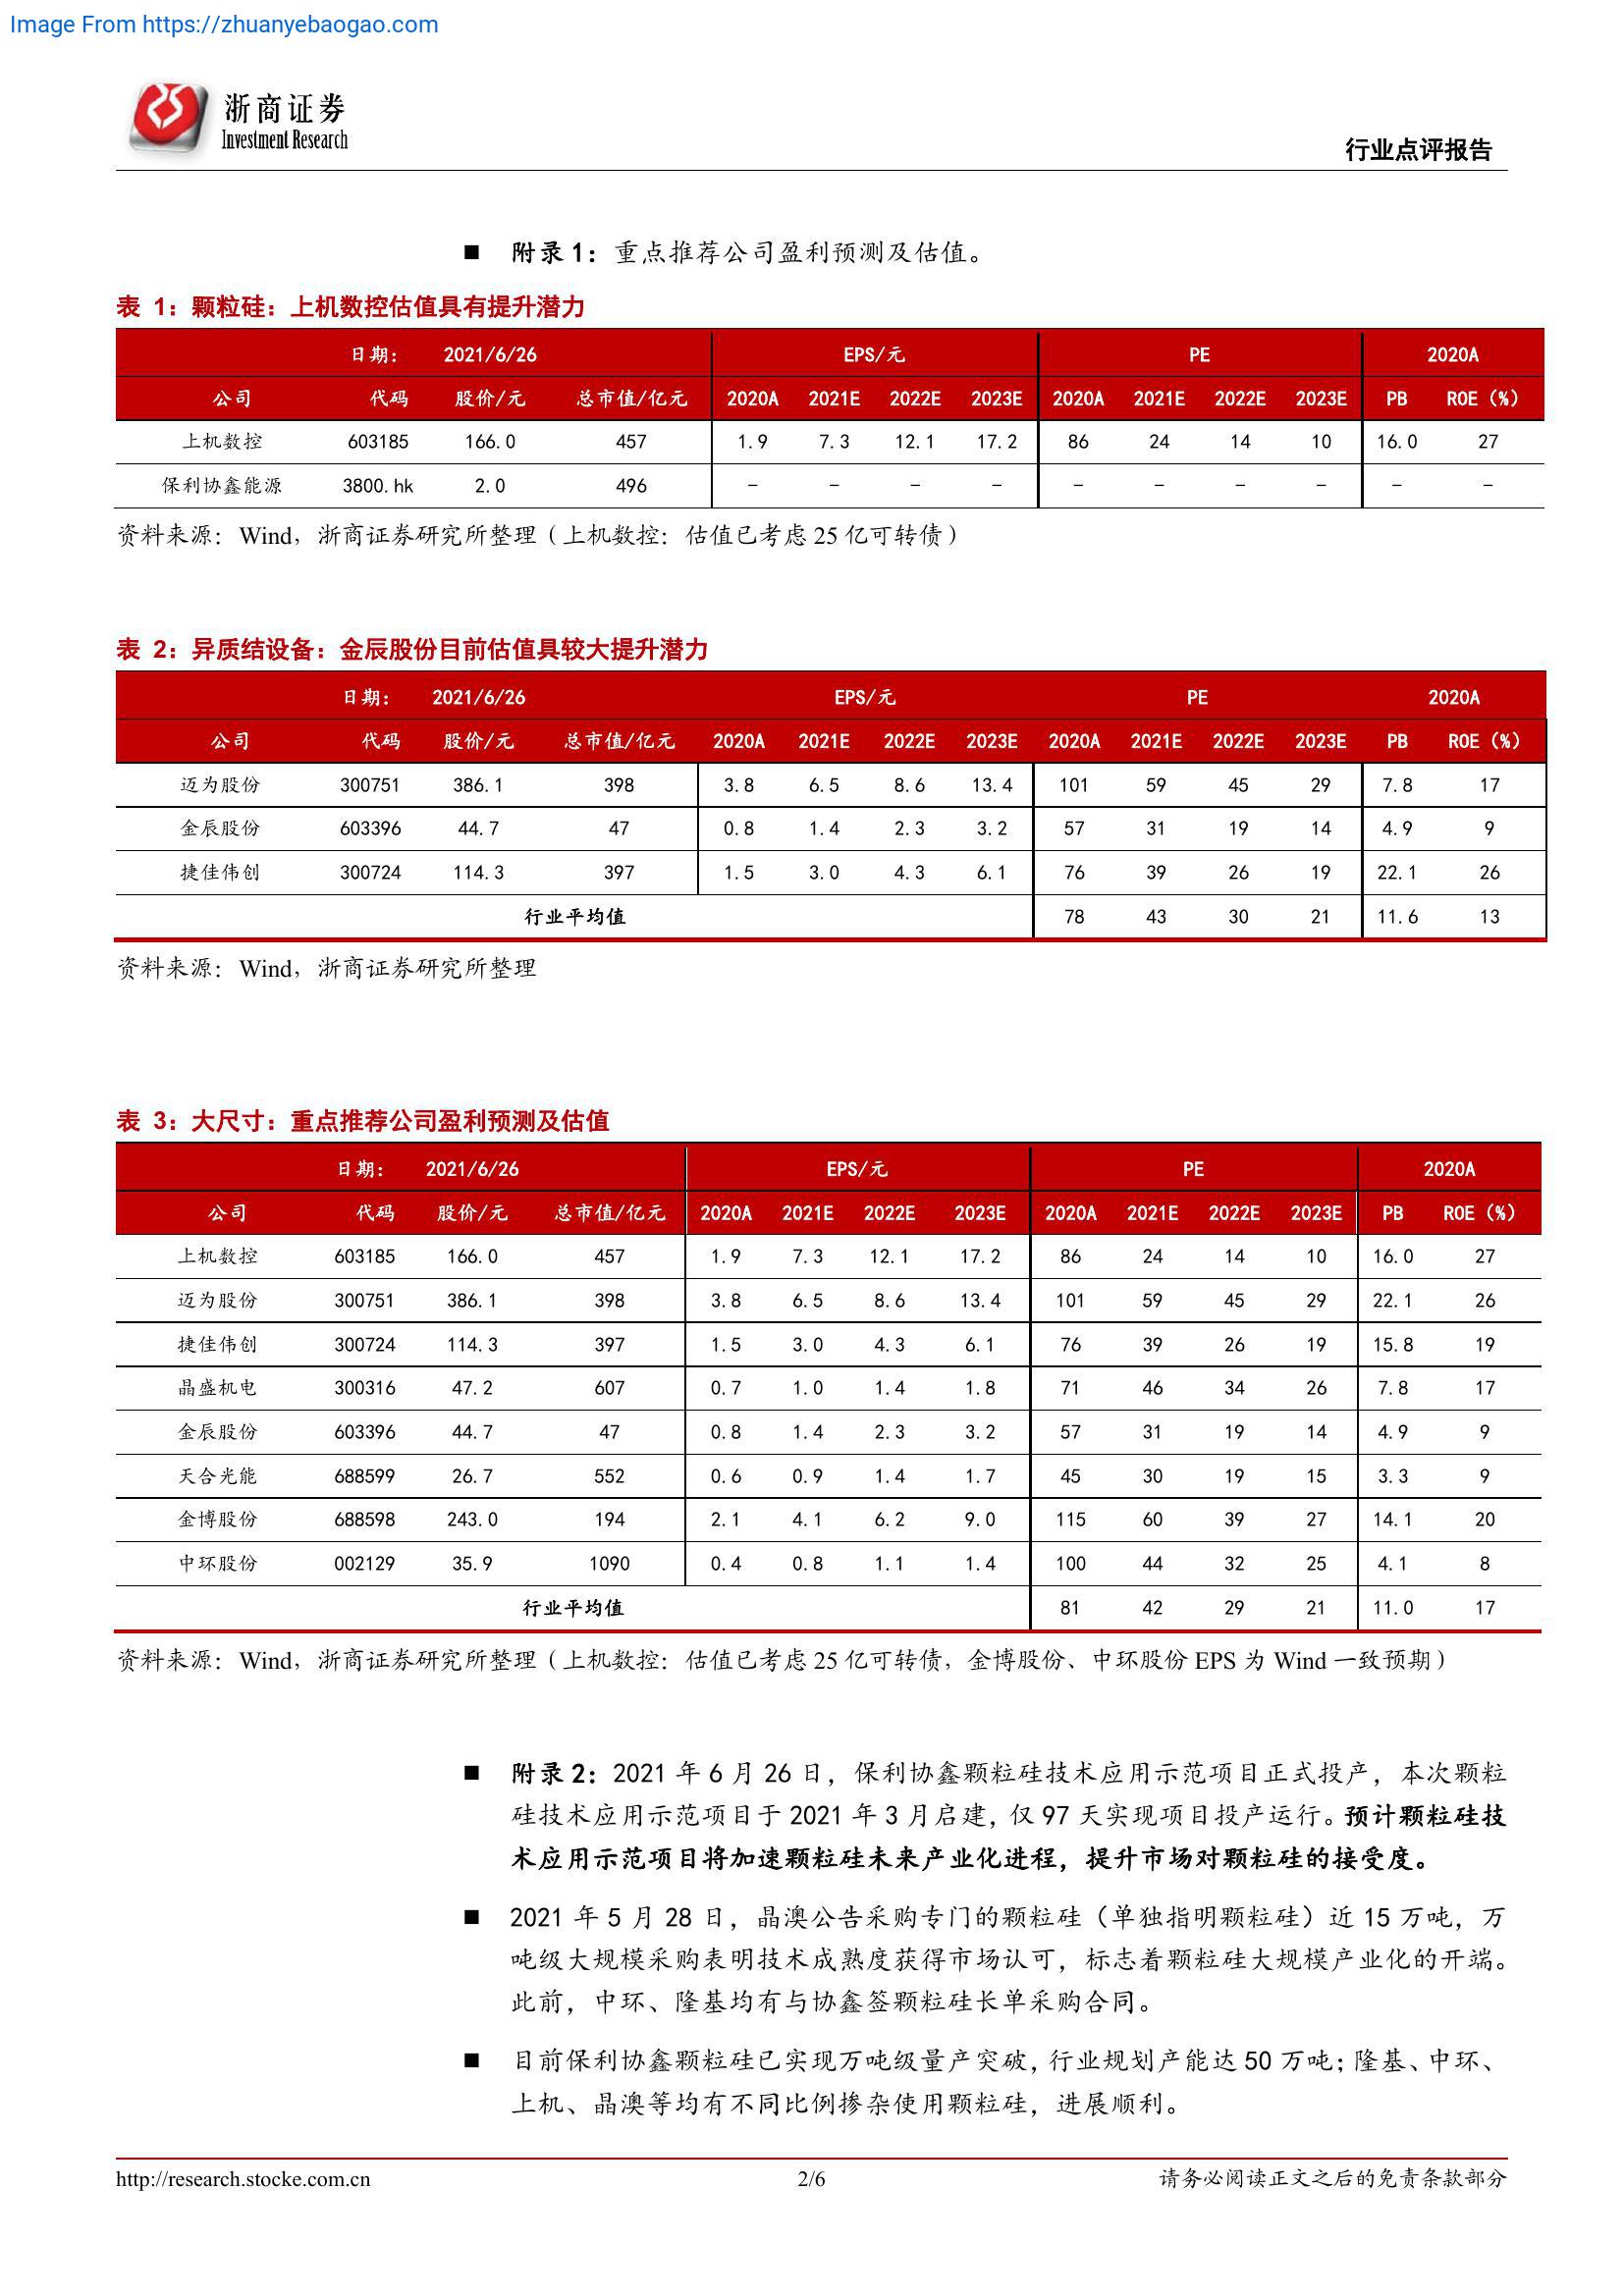 Image From https://zhuanyebaogao.com
浙商证券
Investment Research
行业点评报告
■ 附录 1：重点推荐公司盈利预测及估值。
表 1：颗粒硅：上机数控估值具有提升潜力
日期： 2021/6/26 EPS/元 PE 2020A
公司 代码 股价/元 总市值/亿元 2020A 2021E 2022E 2023E 2020A 2021E 2022E 2023E PB ROE（%）
上机数控 603185 166.0 457 1.9 7.3 12.1 17.2 86 24 14 10 16.0 27
保利协鑫能源 3800.hk 2.0 496 - - - - - - - - - -
资料来源：Wind，浙商证券研究所整理（上机数控：估值已考虑 25 亿可转债）
表 2：异质结设备：金辰股份目前估值具较大提升潜力
日期： 2021/6/26 EPS/元 PE 2020A
公司 代码 股价/元 总市值/亿元 2020A 2021E 2022E 2023E 2020A 2021E 2022E 2023E PB ROE（%）
迈为股份 300751 386.1 398 3.8 6.5 8.6 13.4 101 59 45 29 7.8 17
金辰股份 603396 44.7 47 0.8 1.4 2.3 3.2 57 31 19 14 4.9 9
捷佳伟创 300724 114.3 397 1.5 3.0 4.3 6.1 76 39 26 19 22.1 26
行业平均值 78 43 30 21 11.6 13
资料来源：Wind，浙商证券研究所整理
表 3：大尺寸：重点推荐公司盈利预测及估值
日期： 2021/6/26 EPS/元 PE 2020A
公司 代码 股价/元 总市值/亿元 2020A 2021E 2022E 2023E 2020A 2021E 2022E 2023E PB ROE（%）
上机数控 603185 166.0 457 1.9 7.3 12.1 17.2 86 24 14 10 16.0 27
迈为股份 300751 386.1 398 3.8 6.5 8.6 13.4 101 59 45 29 22.1 26
捷佳伟创 300724 114.3 397 1.5 3.0 4.3 6.1 76 39 26 19 15.8 19
晶盛机电 300316 47.2 607 0.7 1.0 1.4 1.8 71 46 34 26 7.8 17
金辰股份 603396 44.7 47 0.8 1.4 2.3 3.2 57 31 19 14 4.9 9
天合光能 688599 26.7 552 0.6 0.9 1.4 1.7 45 30 19 15 3.3 9
金博股份 688598 243.0 194 2.1 4.1 6.2 9.0 115 60 39 27 14.1 20
中环股份 002129 35.9 1090 0.4 0.8 1.1 1.4 100 44 32 25 4.1 8
行业平均值 81 42 29 21 11.0 17
资料来源：Wind，浙商证券研究所整理（上机数控：估值已考虑 25 亿可转债，金博股份、中环股份 EPS 为 Wind 一致预期）
■ 附录 2：2021 年 6 月 26 日，保利协鑫颗粒硅技术应用示范项目正式投产，本次颗粒
硅技术应用示范项目于 2021 年 3 月启建，仅 97 天实现项目投产运行。预计颗粒硅技
术应用示范项目将加速颗粒硅未来产业化进程，提升市场对颗粒硅的接受度。
■ 2021 年 5 月 28 日，晶澳公告采购专门的颗粒硅（单独指明颗粒硅）近 15 万吨，万
吨级大规模采购表明技术成熟度获得市场认可，标志着颗粒硅大规模产业化的开端。
此前，中环、隆基均有与协鑫签颗粒硅长单采购合同。
■ 目前保利协鑫颗粒硅已实现万吨级量产突破，行业规划产能达 50 万吨；隆基、中环、
上机、晶澳等均有不同比例掺杂使用颗粒硅，进展顺利。
http://research.stocke.com.cn 2/6 请务必阅读正文之后的免责条款部分